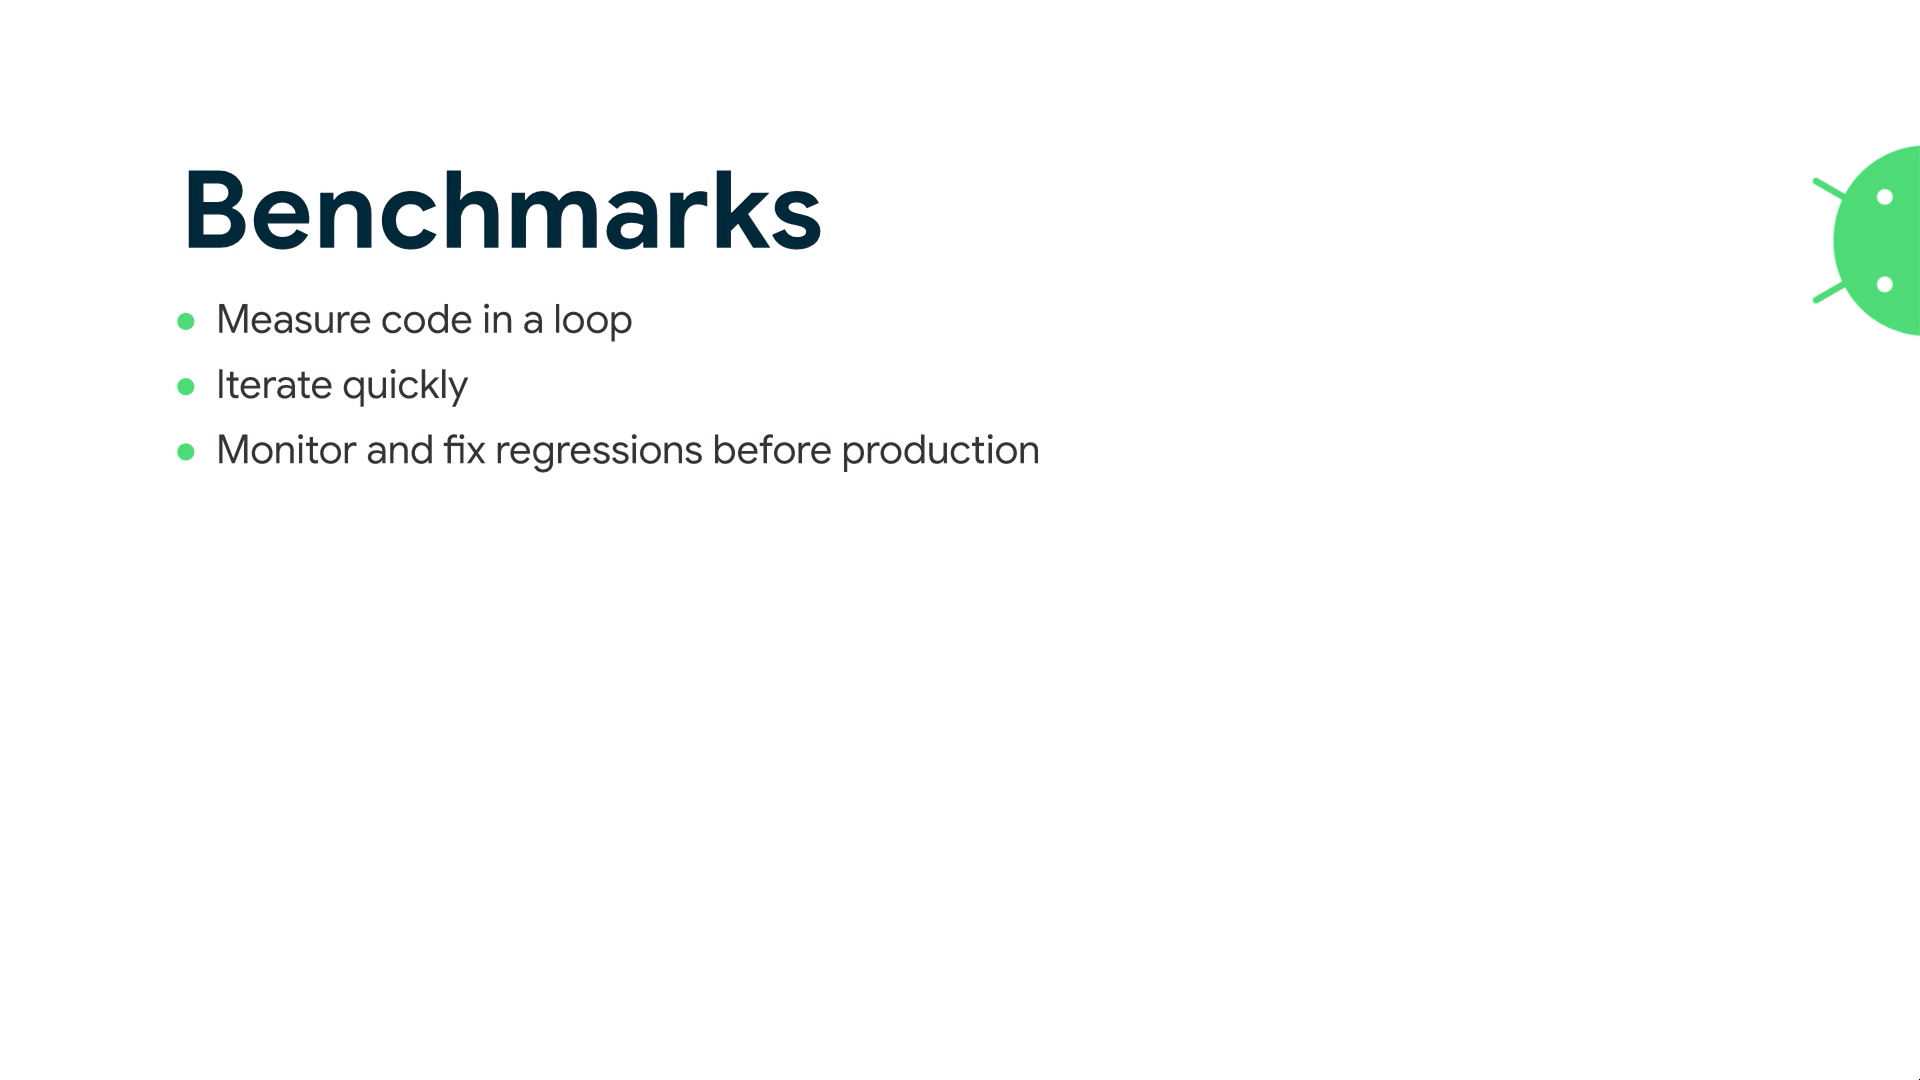 Benchmarks
Measure code in a loop
Iterate quickly
Monitor and fix regressions before production